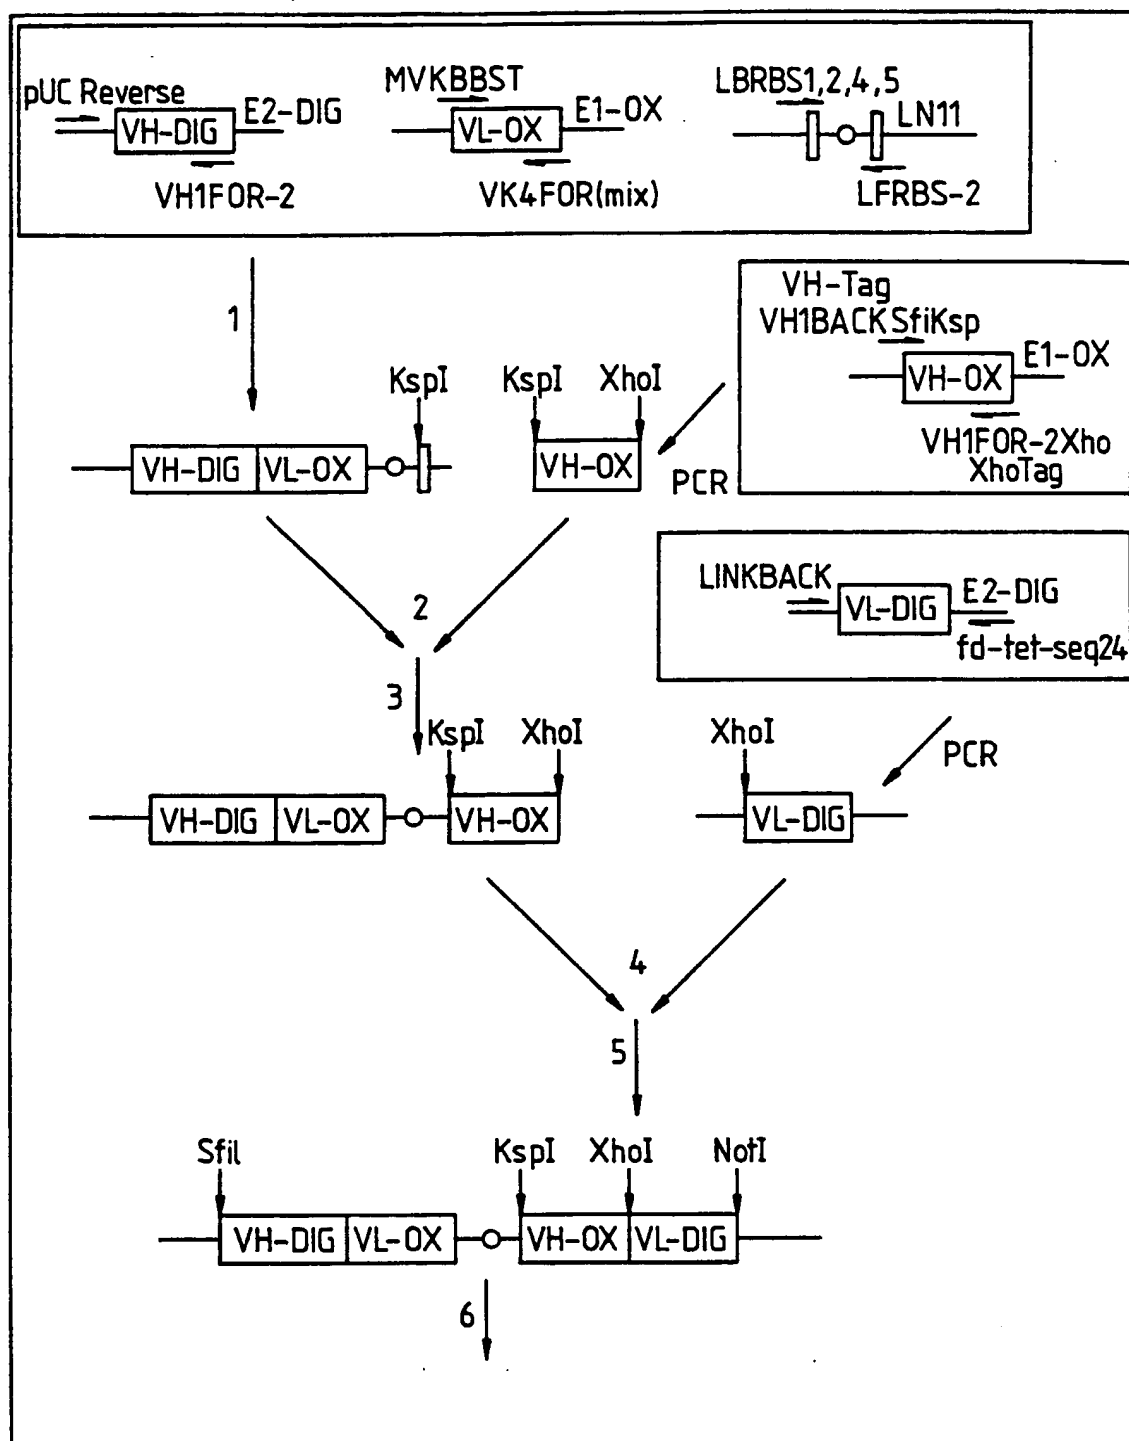 pUC Reverse
VH-DIG
E2-DIG
VH1FOR-2
MVKBBST
VL-OX
E1-OX
VK4FOR(mix)
LBRBS1,2,4,5
LN11
LFRBS-2
1
VH-Tag
VH1BACKSfiKsp
VH-OX
E1-OX
VH1FOR-2Xho
XhoTag
PCR
KspI
KspI
XhoI
VH-DIG
VL-OX
VH-OX
2
LINKBACK
VL-DIG
E2-DIG
fd-tet-seq24
PCR
3
KspI
XhoI
XhoI
VH-DIG
VL-OX
VH-OX
VL-DIG
4
5
SfiI
KspI
XhoI
NotI
VH-DIG
VL-OX
VH-OX
VL-DIG
6